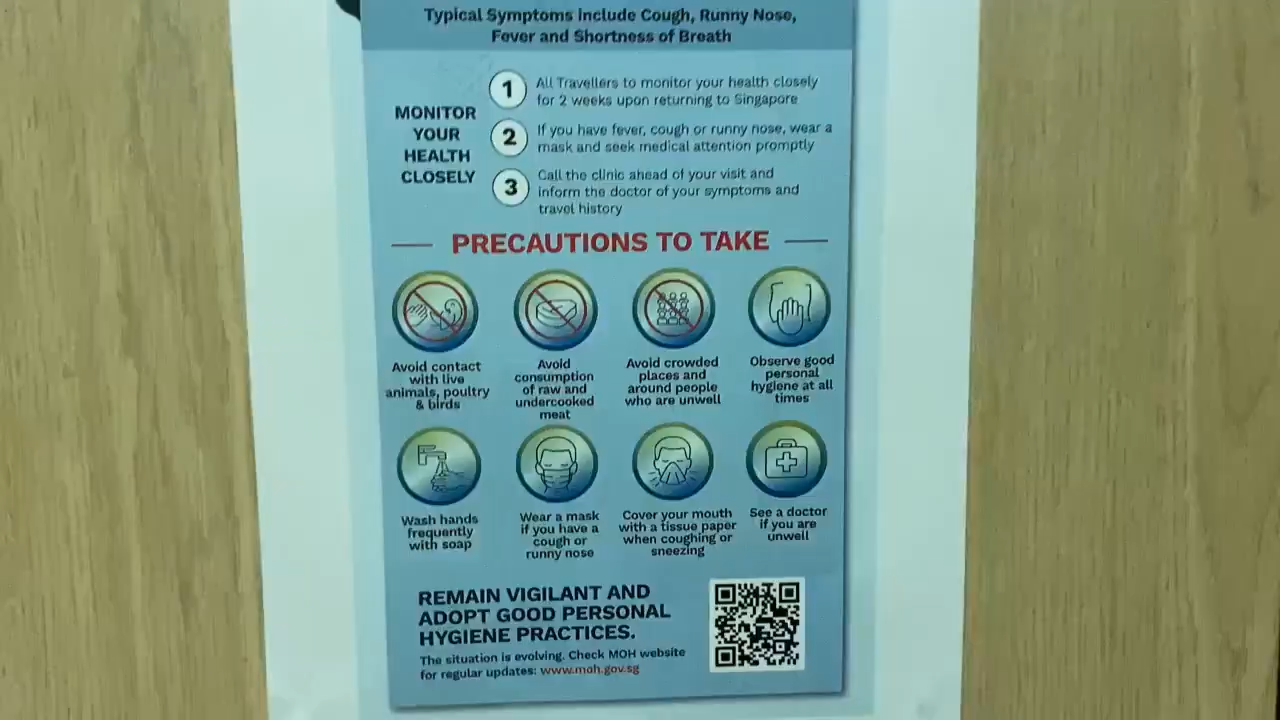 Typical Symptoms include Cough, Runny Nose,
Fever and Shortness of Breath
MONITOR
YOUR
HEALTH
CLOSELY
1
All Travellers to monitor your health closely
for 2 weeks upon returning to Singapore
2
If you have fever, cough or runny nose, wear a
mask and seek medical attention promptly
3
Call the clinic ahead of your visit and
inform the doctor of your symptoms and
travel history
PRECAUTIONS TO TAKE
Avoid contact
with live
animals, poultry
& birds
Avoid
consumption
of raw and
undercooked
meat
Avoid crowded
places and
around people
who are unwell
Observe good
personal
hygiene at all
times
Wash hands
frequently
with soap
Wear a mask
if you have a
cough or
runny nose
Cover your mouth
with a tissue paper
when coughing or
sneezing
See a doctor
if you are
unwell
REMAIN VIGILANT AND
ADOPT GOOD PERSONAL
HYGIENE PRACTICES.
The situation is evolving. Check MOH website
for regular updates: www.moh.gov.sg